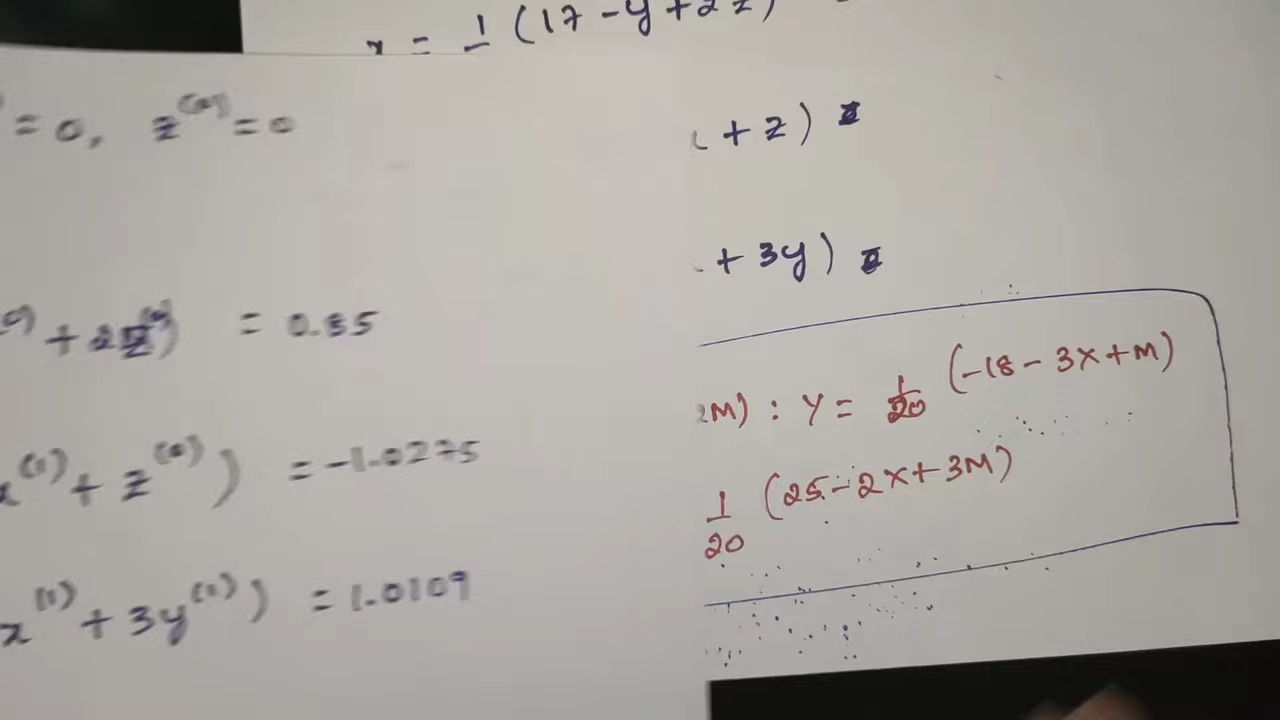 x = 1 (17 - y + 2z)
= 0, z^(0) = 0
+ z)
+ 3y)
^(0) + 2z^(0)) = 0.85
2M) : Y = 1/20 (-18 - 3X + M)
x^(1) + z^(0)) = -1.0275
1/20 (25 - 2X + 3M)
x^(1) + 3y^(1)) = 1.0109